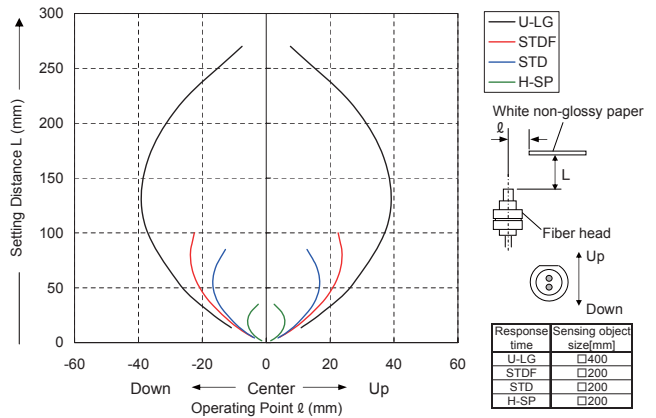 300
250
200
150
100
50
0
Setting Distance L (mm)
-60 -40 -20 0 20 40 60
Down Center Up
Operating Point ℓ (mm)
U-LG
STDF
STD
H-SP
White non-glossy paper
ℓ
L
Fiber head
Up
Down
Response time Sensing object size[mm]
U-LG □400
STDF □200
STD □200
H-SP □200